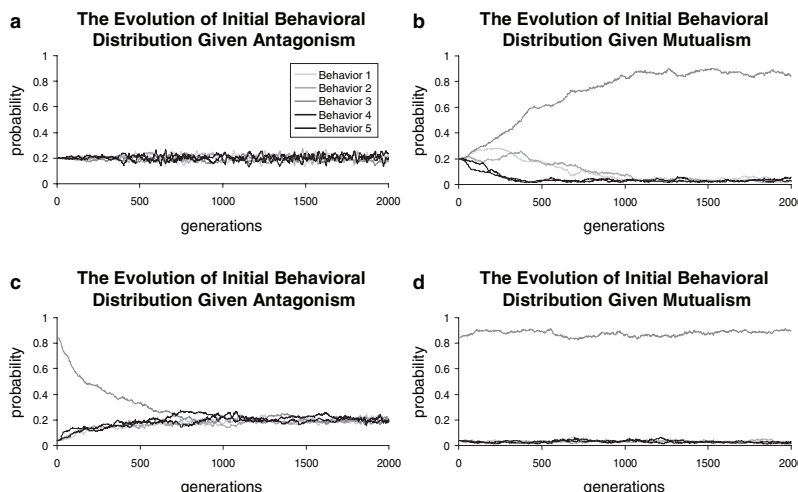 a
The Evolution of Initial Behavioral
Distribution Given Antagonism
1
0.8
0.6
0.4
0.2
0
probability
Behavior 1
Behavior 2
Behavior 3
Behavior 4
Behavior 5
0 500 1000 1500 2000
generations
b
The Evolution of Initial Behavioral
Distribution Given Mutualism
1
0.8
0.6
0.4
0.2
0
probability
0 500 1000 1500 2000
generations
c
The Evolution of Initial Behavioral
Distribution Given Antagonism
1
0.8
0.6
0.4
0.2
0
probability
0 500 1000 1500 2000
generations
d
The Evolution of Initial Behavioral
Distribution Given Mutualism
1
0.8
0.6
0.4
0.2
0
probability
0 500 1000 1500 2000
generations